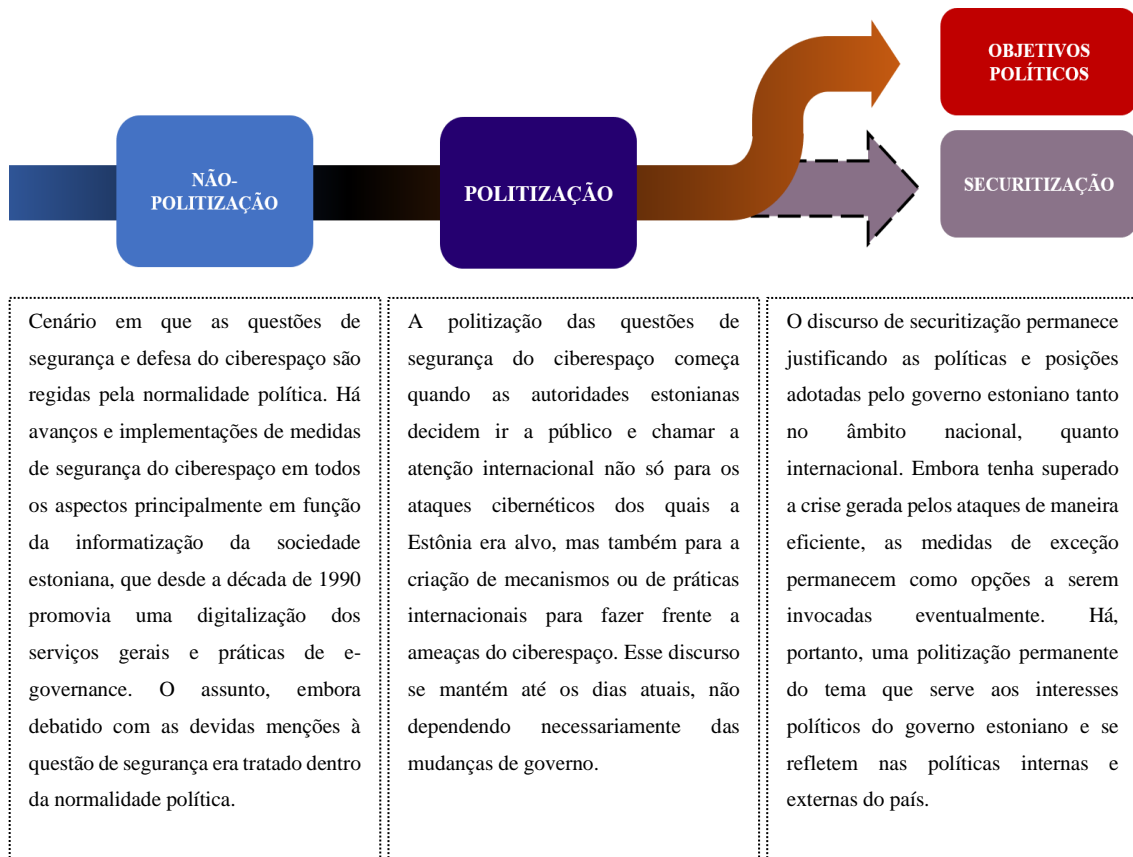 OBJETIVOS
POLÍTICOS
NÃO-
POLITIZAÇÃO
POLITIZAÇÃO
SECURITIZAÇÃO
Cenário em que as questões de
segurança e defesa do ciberespaço são
regidas pela normalidade política. Há
avanços e implementações de medidas
de segurança do ciberespaço em todos
os aspectos principalmente em função
da informatização da sociedade
estoniana, que desde a década de 1990
promovia uma digitalização dos
serviços gerais e práticas de e-
governance. O assunto, embora
debatido com as devidas menções à
questão de segurança era tratado dentro
da normalidade política.
A politização das questões de
segurança do ciberespaço começa
quando as autoridades estonianas
decidem ir a público e chamar a
atenção internacional não só para os
ataques cibernéticos dos quais a
Estônia era alvo, mas também para a
criação de mecanismos ou de práticas
internacionais para fazer frente a
ameaças do ciberespaço. Esse discurso
se mantém até os dias atuais, não
dependendo necessariamente das
mudanças de governo.
O discurso de securitização permanece
justificando as políticas e posições
adotadas pelo governo estoniano tanto
no âmbito nacional, quanto
internacional. Embora tenha superado
a crise gerada pelos ataques de maneira
eficiente, as medidas de exceção
permanecem como opções a serem
invocadas eventualmente. Há,
portanto, uma politização permanente
do tema que serve aos interesses
políticos do governo estoniano e se
refletem nas políticas internas e
externas do país.